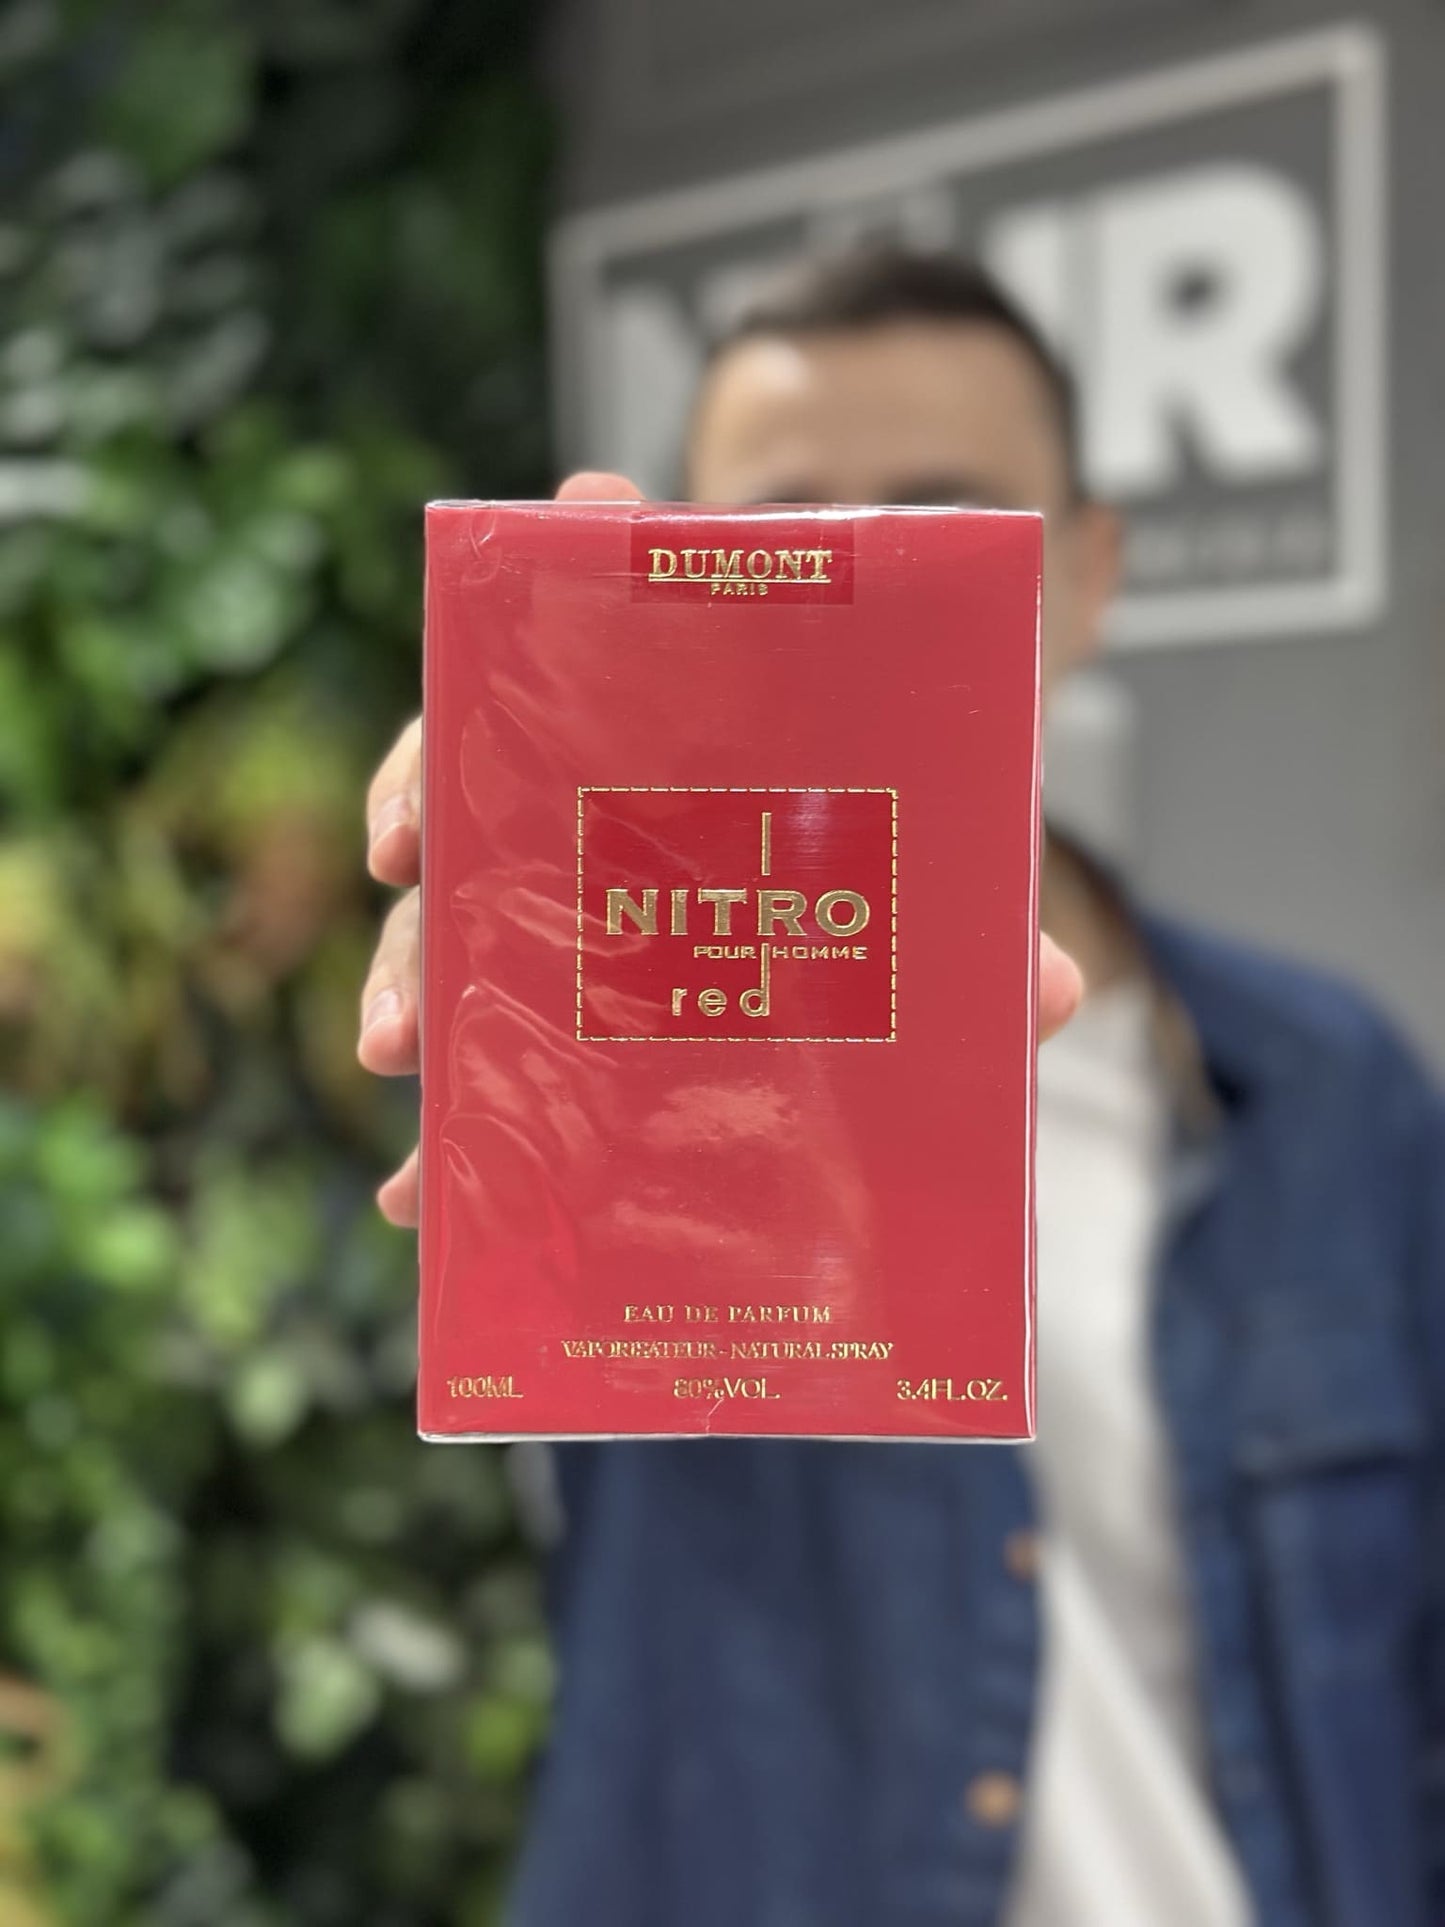 DUMONT
PARIS
NITRO
POUR HOMME
red
EAU DE PARFUM
VAPORISATEUR - NATURAL SPRAY
100ML 80%VOL. 3.4FL.OZ.